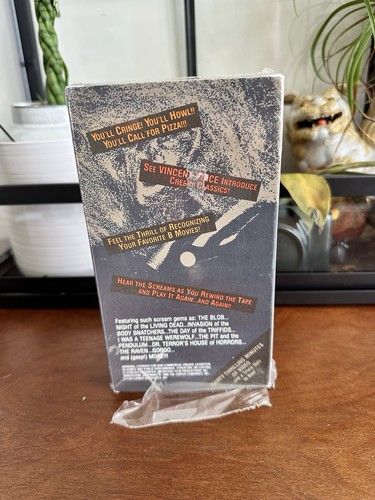 YOU'LL CRINGE! YOU'LL HOWL!!
YOU'LL CALL FOR PIZZA!!!
SEE VINCENT PRICE INTRODUCE
CREEPY CLASSICS!
FEEL THE THRILL OF RECOGNIZING
YOUR FAVORITE B MOVIES!
HEAR THE SCREAMS AS YOU REWIND THE TAPE
AND PLAY IT AGAIN...AND AGAIN!!
Featuring such scream gems as: THE BLOB...
NIGHT of the LIVING DEAD...INVASION of the
BODY SNATCHERS...THE DAY of the TRIFFIDS...
I WAS A TEENAGE WEREWOLF...THE PIT and the
PENDULUM...DR. TERROR'S HOUSE of HORRORS...
THE RAVEN...GORGO...
and (gasp!) MORE!!!
THRILLING MINUTES